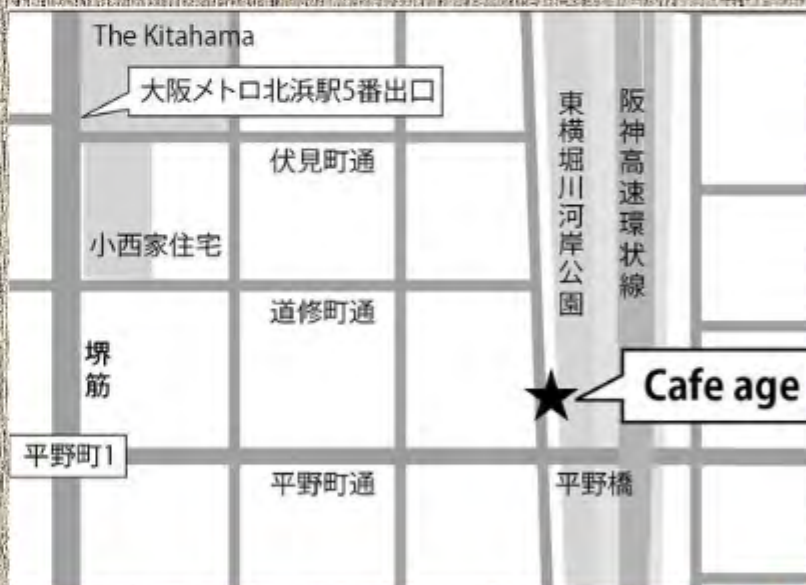 The Kitahama
大阪メトロ北浜駅5番出口
伏見町通
小西家住宅
道修町通
堺筋
平野町1
平野町通
東横堀川河岸公園
阪神高速環状線
Cafe age
平野橋